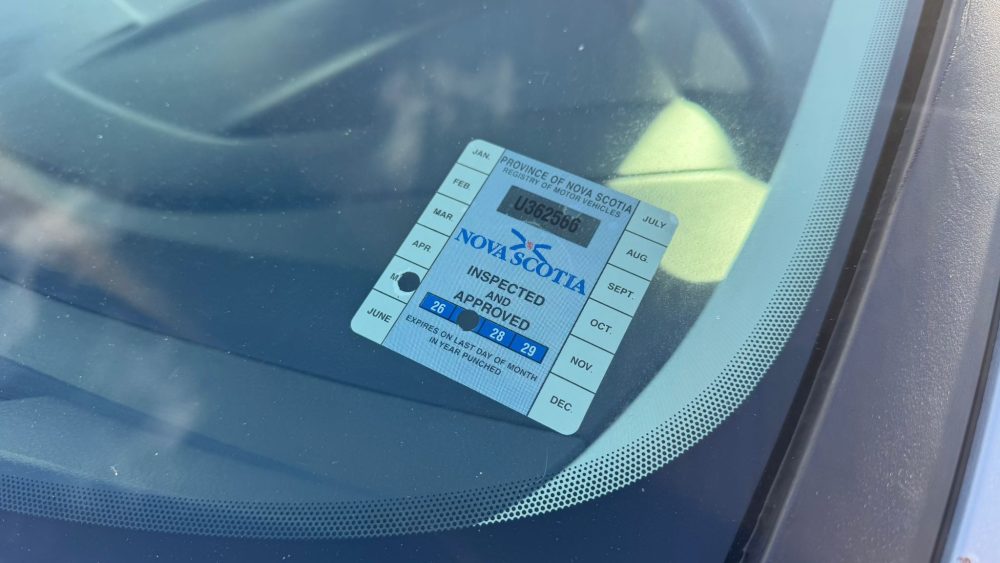 JAN.
FEB.
MAR.
APR.
M
JUNE
PROVINCE OF NOVA SCOTIA
REGISTRY OF MOTOR VEHICLES
U362566
NOVA SCOTIA
INSPECTED
AND
APPROVED
26 28 29
EXPIRES ON LAST DAY OF MONTH
IN YEAR PUNCHED
JULY
AUG.
SEPT.
OCT.
NOV.
DEC.